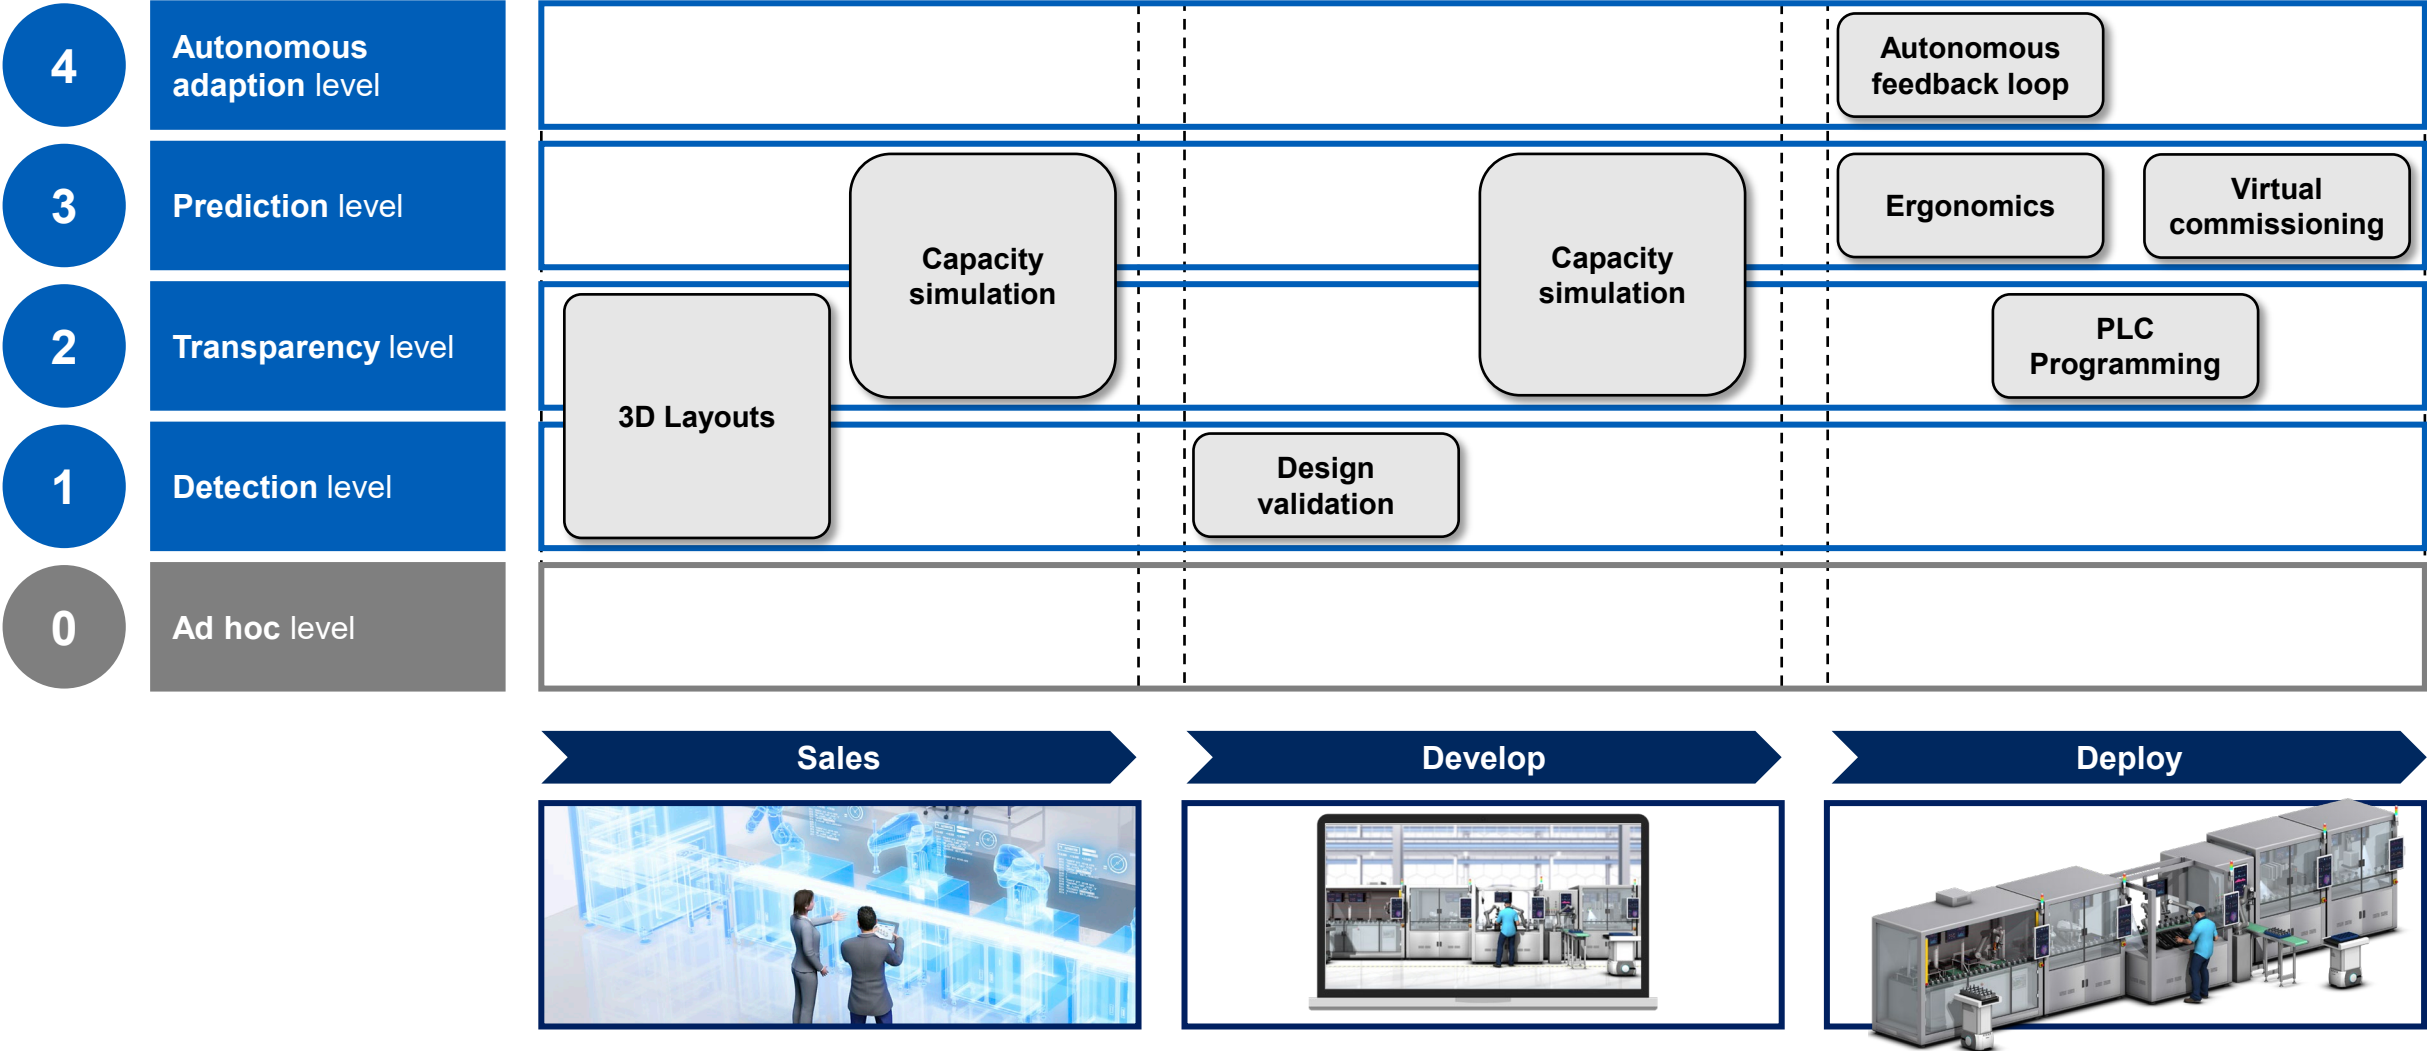 4
Autonomous
adaption level
Autonomous
feedback loop
3
Prediction level
Capacity
simulation
Capacity
simulation
Ergonomics
Virtual
commissioning
2
Transparency level
3D Layouts
PLC
Programming
1
Detection level
Design
validation
0
Ad hoc level
Sales
Develop
Deploy